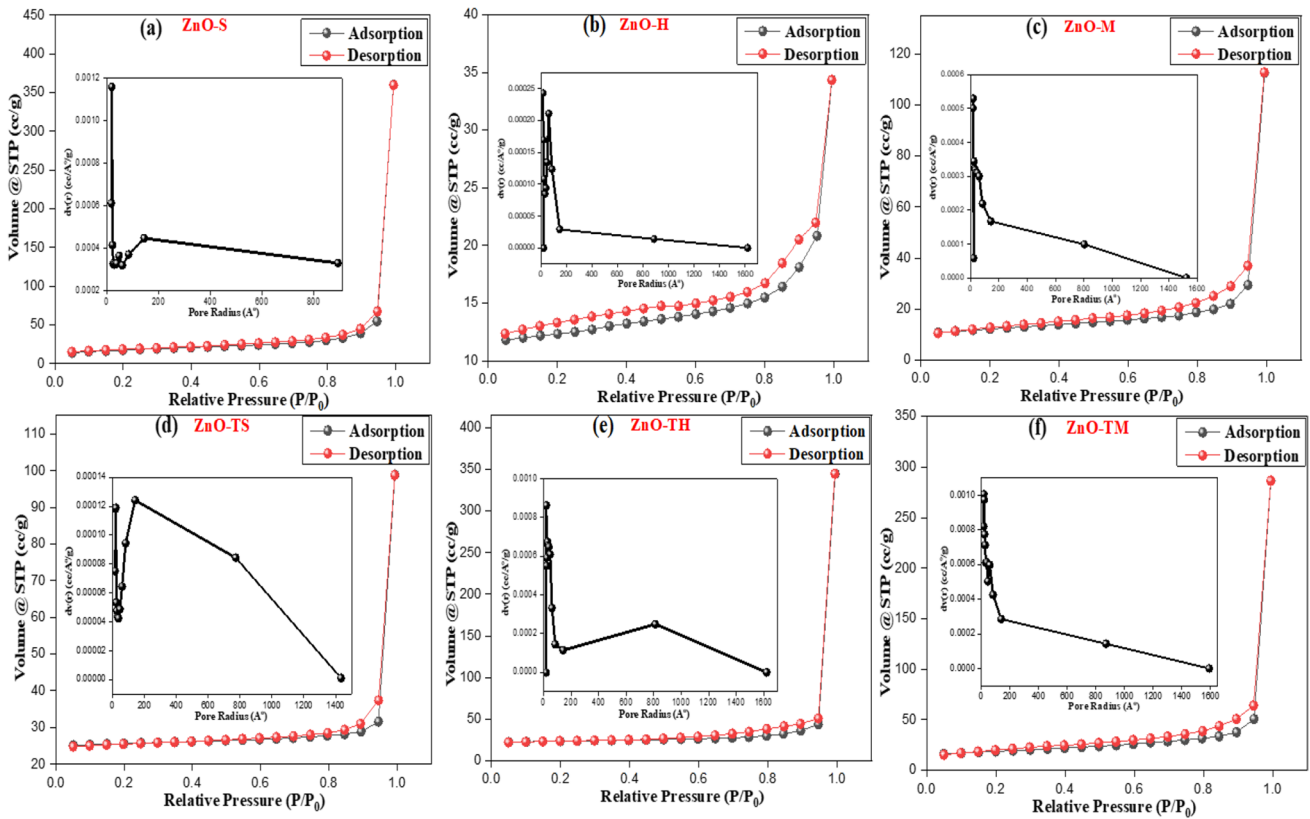 (a) ZnO-S
Adsorption
Desorption
Volume @STP (cc/g)
450
400
350
300
250
200
150
100
50
0
0.0 0.2 0.4 0.6 0.8 1.0
Relative Pressure (P/P0)
dv(r) (cc/A°/g)
0.0012
0.0010
0.0008
0.0006
0.0004
0.0002
0 200 400 600 800
Pore Radius (A°)
(b) ZnO-H
Adsorption
Desorption
Volume @STP (cc/g)
40
35
30
25
20
15
10
0.0 0.2 0.4 0.6 0.8 1.0
Relative Pressure (P/P0)
dv(r) (cc/A°/g)
0.00025
0.00020
0.00015
0.00010
0.00005
0.00000
0 200 400 600 800 1000 1200 1400 1600
Pore Radius (A°)
(c) ZnO-M
Adsorption
Desorption
Volume @STP (cc/g)
120
100
80
60
40
20
0
0.0 0.2 0.4 0.6 0.8 1.0
Relative Pressure (P/P0)
dv(r) (cc/A°/g)
0.0006
0.0005
0.0004
0.0003
0.0002
0.0001
0.0000
0 200 400 600 800 1000 1200 1400 1600
Pore Radius (A°)
(d) ZnO-TS
Adsorption
Desorption
Volume @STP (cc/g)
110
100
90
80
70
60
50
40
30
20
0.0 0.2 0.4 0.6 0.8 1.0
Relative Pressure (P/P0)
dv(r) (cc/A°/g)
0.00014
0.00012
0.00010
0.00008
0.00006
0.00004
0.00002
0.00000
0 200 400 600 800 1000 1200 1400
Pore Radius (A°)
(e) ZnO-TH
Adsorption
Desorption
Volume @STP (cc/g)
400
350
300
250
200
150
100
50
0
0.0 0.2 0.4 0.6 0.8 1.0
Relative Pressure (P/P0)
dv(r) (cc/A°/g)
0.0010
0.0008
0.0006
0.0004
0.0002
0.0000
0 200 400 600 800 1000 1200 1400 1600
Pore Radius (A°)
(f) ZnO-TM
Adsorption
Desorption
Volume @STP (cc/g)
350
300
250
200
150
100
50
0
0.0 0.2 0.4 0.6 0.8 1.0
Relative Pressure (P/P0)
dv(r) (cc/A°/g)
0.0010
0.0008
0.0006
0.0004
0.0002
0.0000
0 200 400 600 800 1000 1200 1400 1600
Pore Radius (A°)